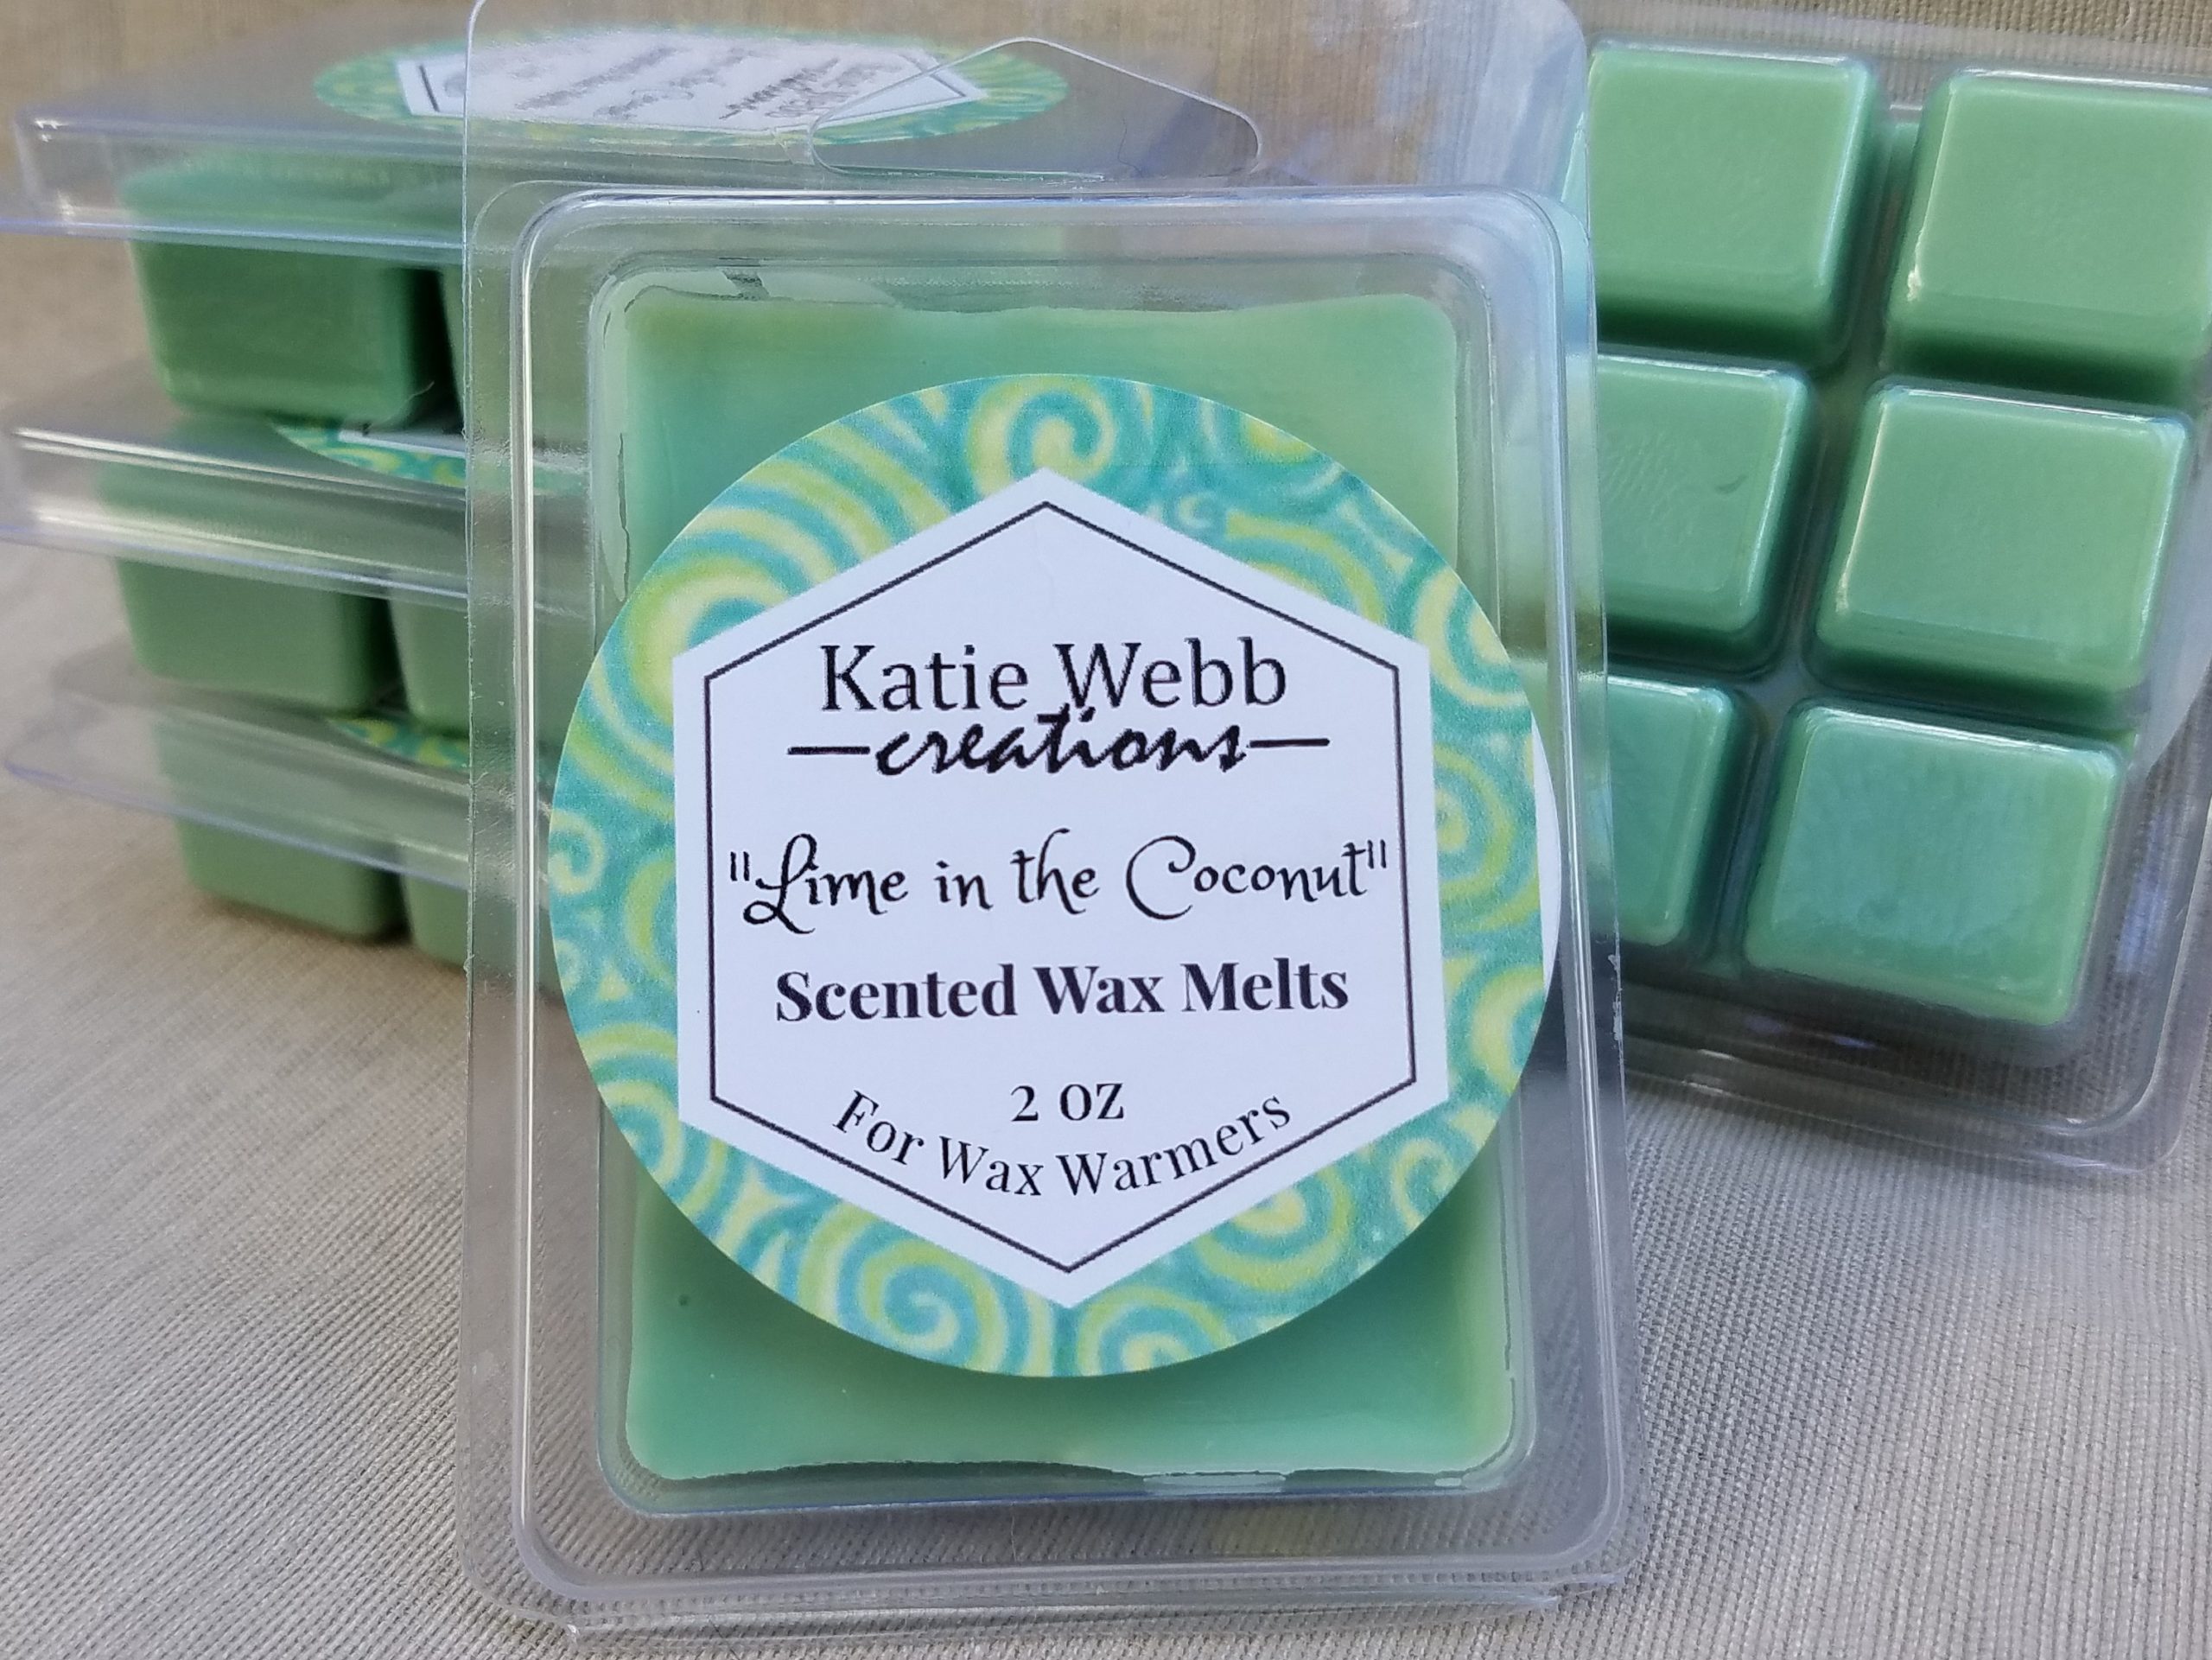 Katie Webb
—creations—
"Lime in the Coconut"
Scented Wax Melts
2 OZ
For Wax Warmers